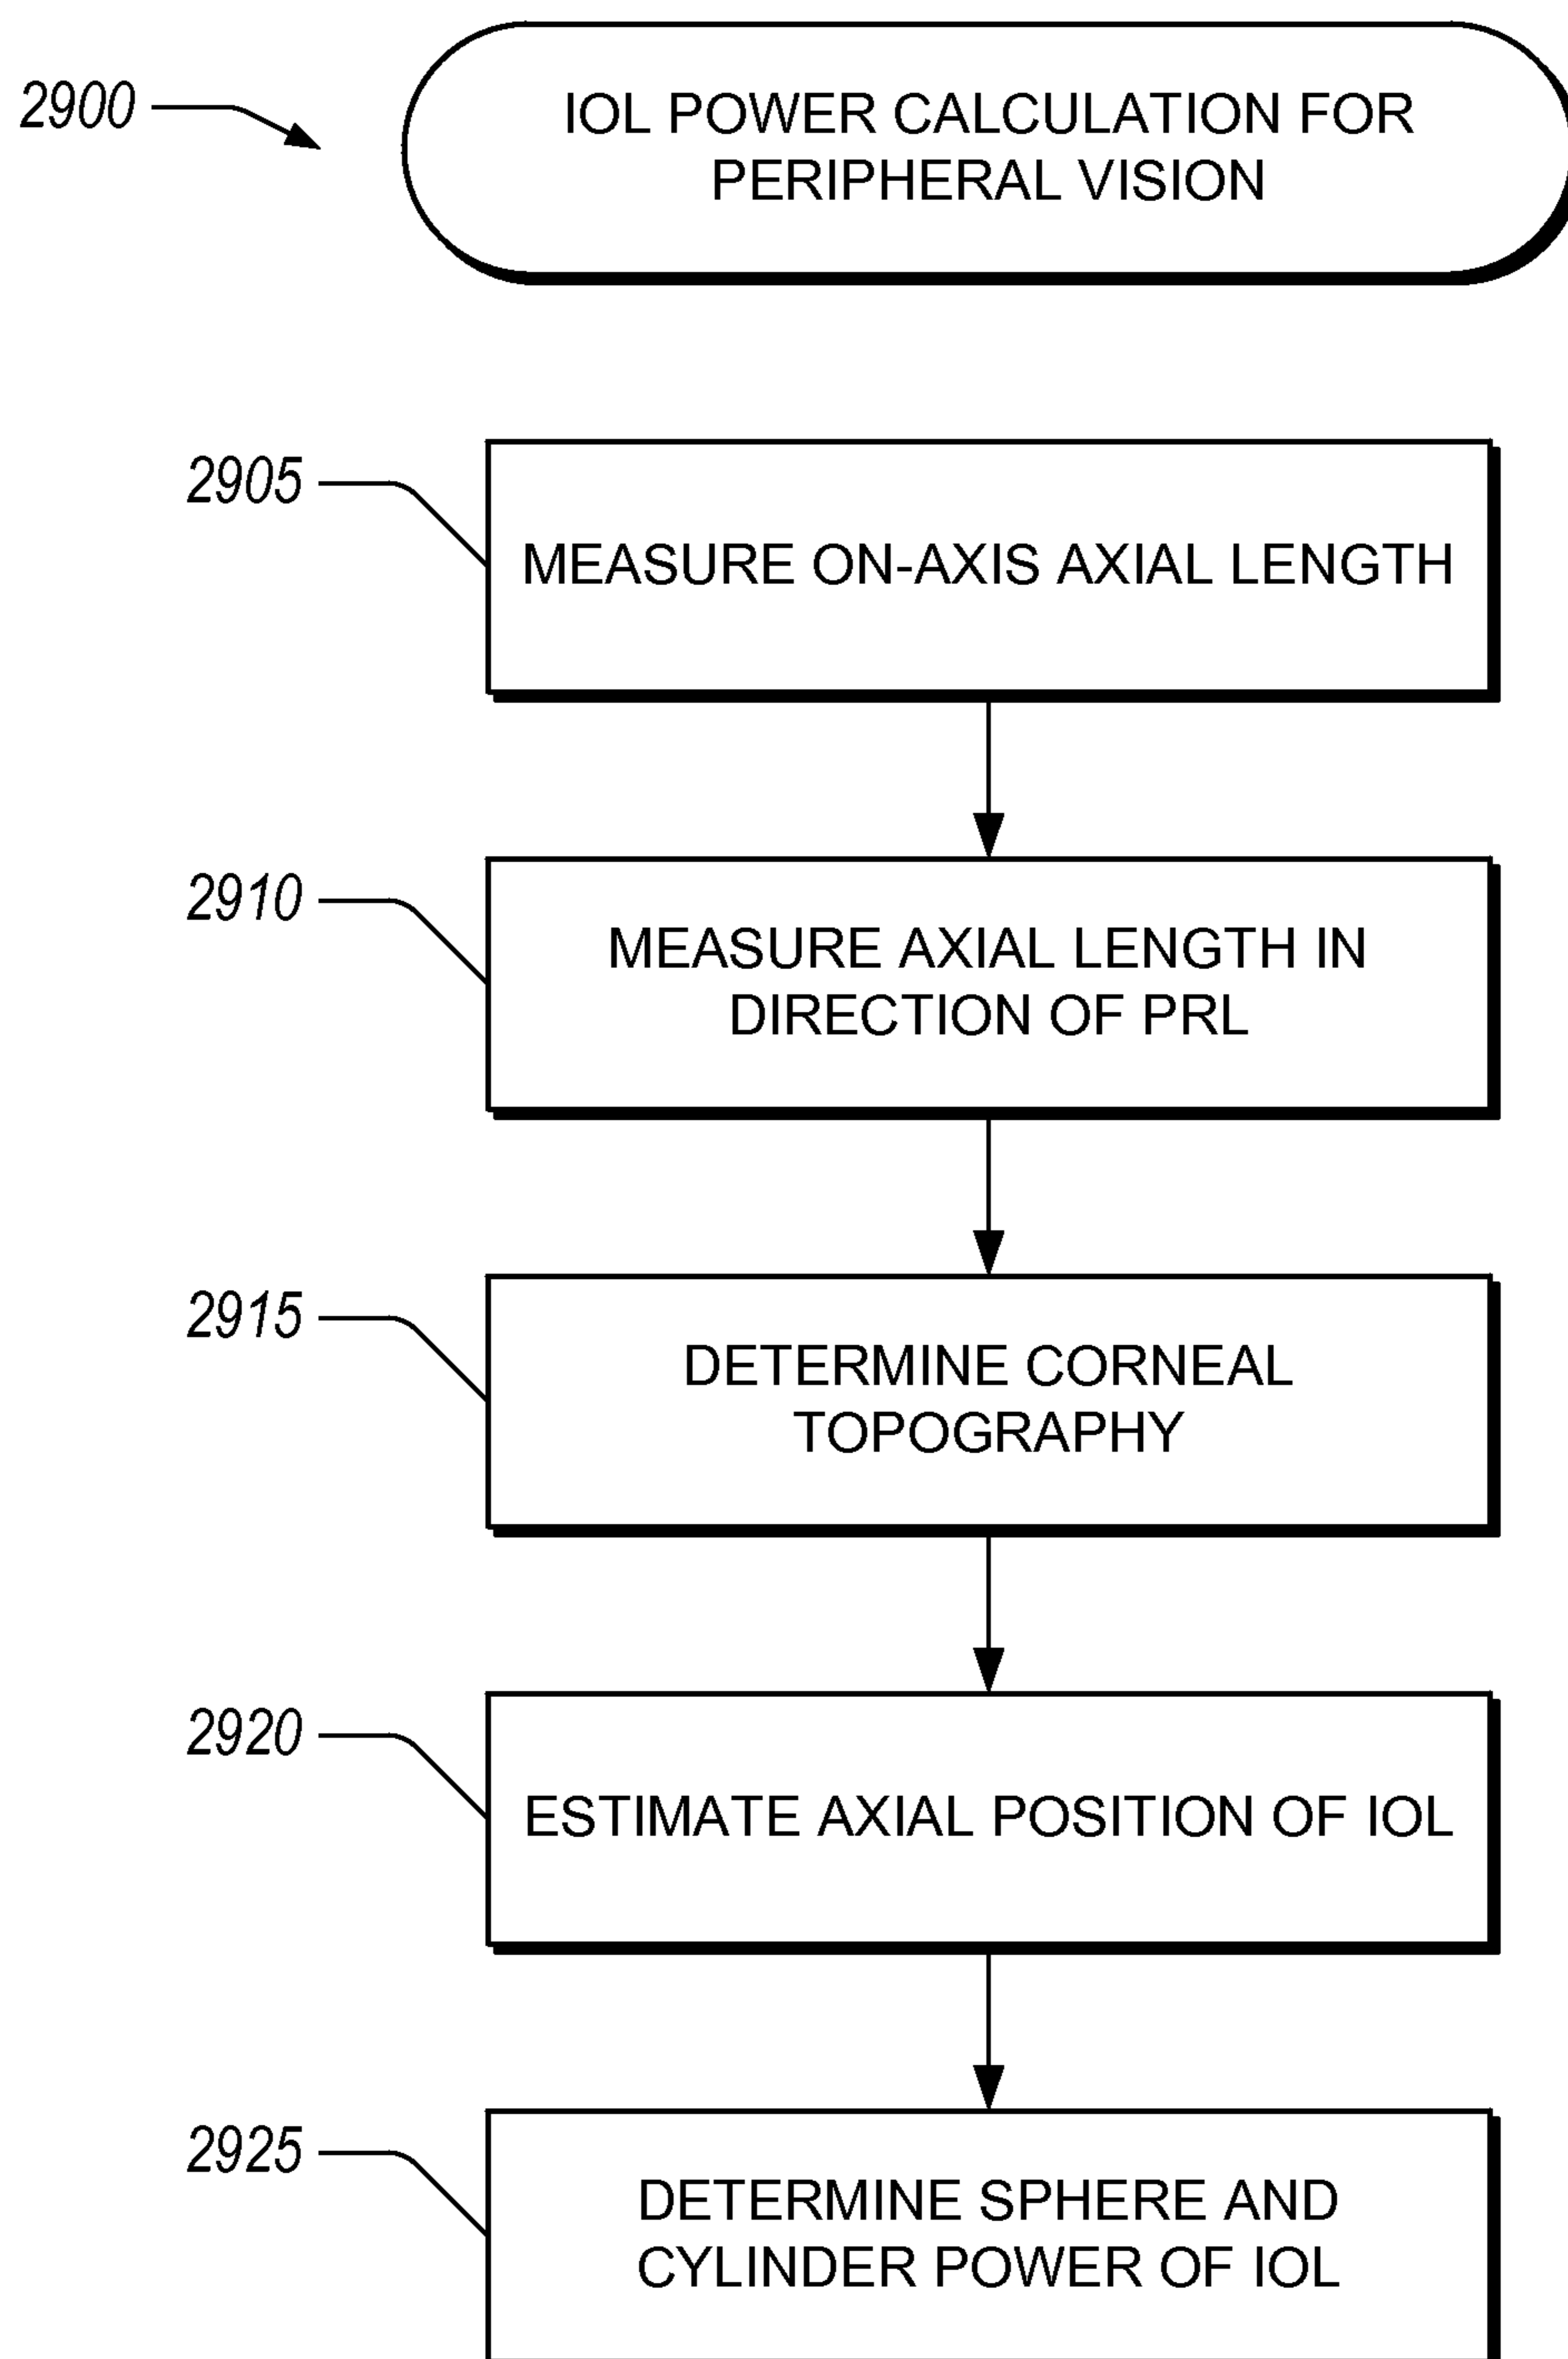 2900
IOL POWER CALCULATION FOR
PERIPHERAL VISION
2905
MEASURE ON-AXIS AXIAL LENGTH
2910
MEASURE AXIAL LENGTH IN
DIRECTION OF PRL
2915
DETERMINE CORNEAL
TOPOGRAPHY
2920
ESTIMATE AXIAL POSITION OF IOL
2925
DETERMINE SPHERE AND
CYLINDER POWER OF IOL